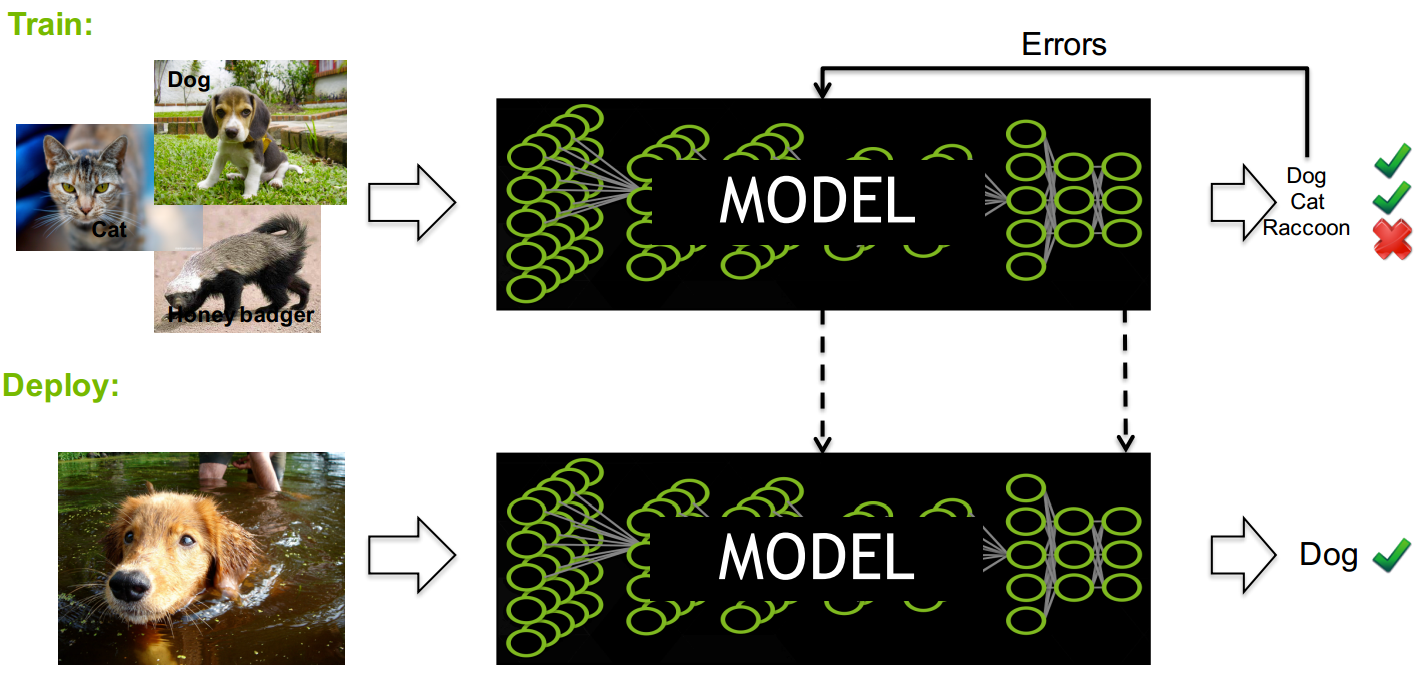 Train:
Errors
Dog
Cat
Honey badger
MODEL
Dog
Cat
Raccoon
Deploy:
MODEL
Dog